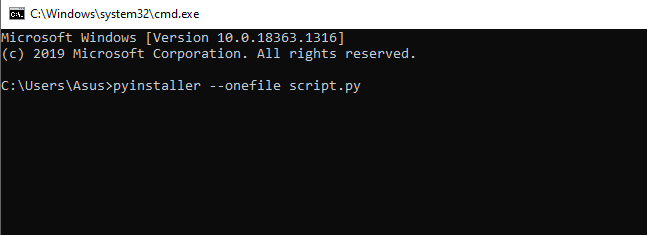 C:\Windows\system32\cmd.exe
Microsoft Windows [Version 10.0.18363.1316]
(c) 2019 Microsoft Corporation. All rights reserved.
C:\Users\Asus>pyinstaller --onefile script.py